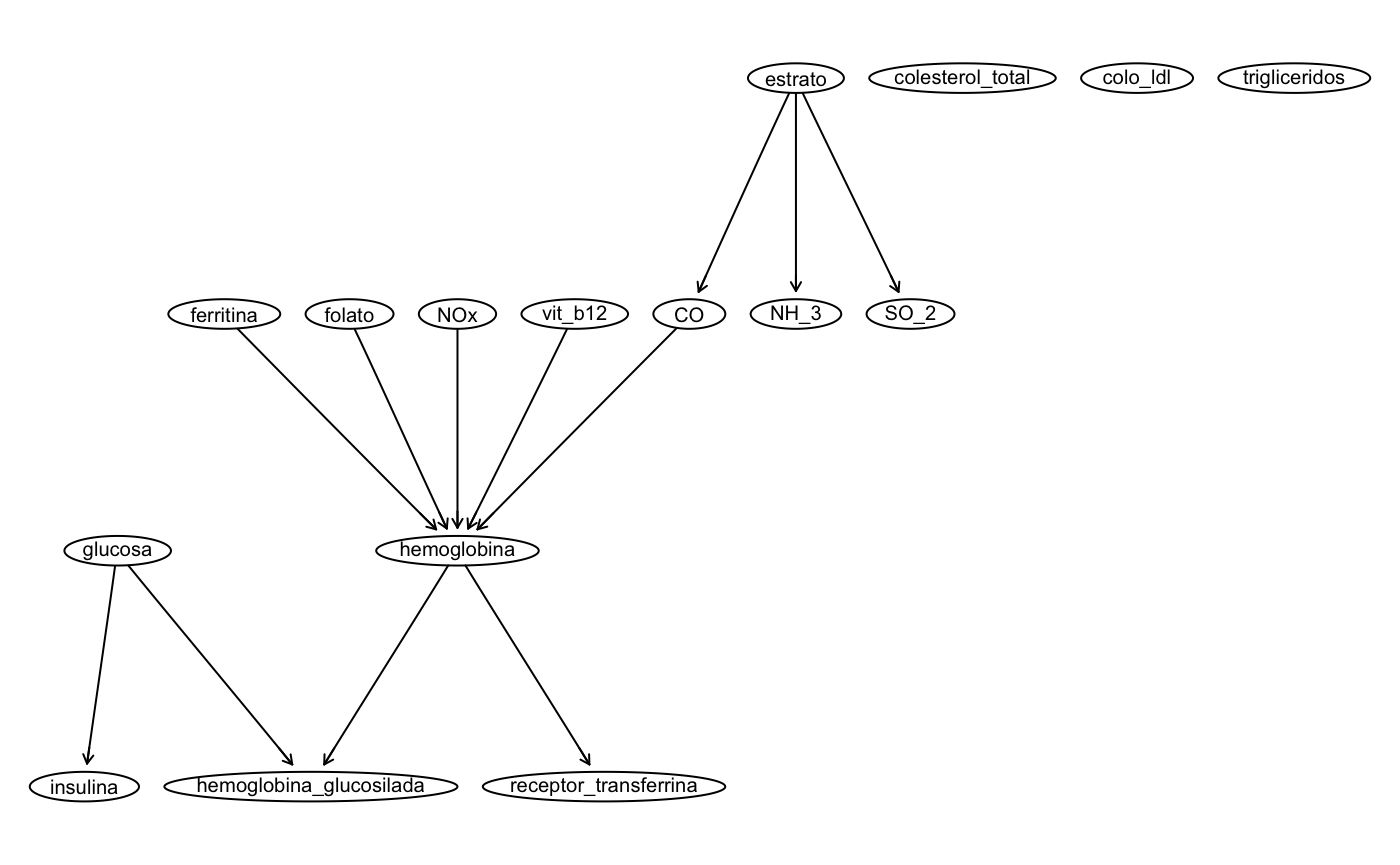 estrato
colesterol_total
colo_ldl
trigliceridos
ferritina
folato
NOx
vit_b12
CO
NH_3
SO_2
glucosa
hemoglobina
insulina
hemoglobina_glucosilada
receptor_transferrina